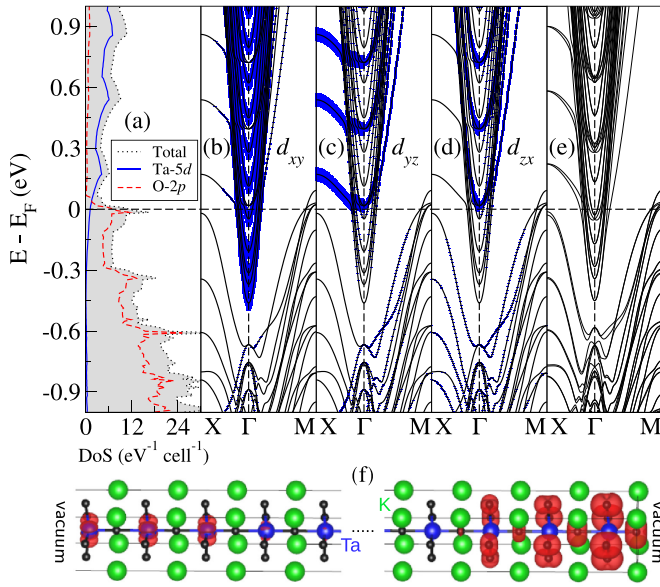 0.9
0.6
0.3
0
-0.3
-0.6
-0.9
E - E_F (eV)
(a)
Total
Ta-5d
O-2p
(b) d_xy
(c) d_yz
(d) d_zx
(e)
0 12 24 X Γ M X Γ M X Γ M X Γ M
DoS (eV⁻¹ cell⁻¹)
(f)
vacuum
K
Ta
.....
vacuum